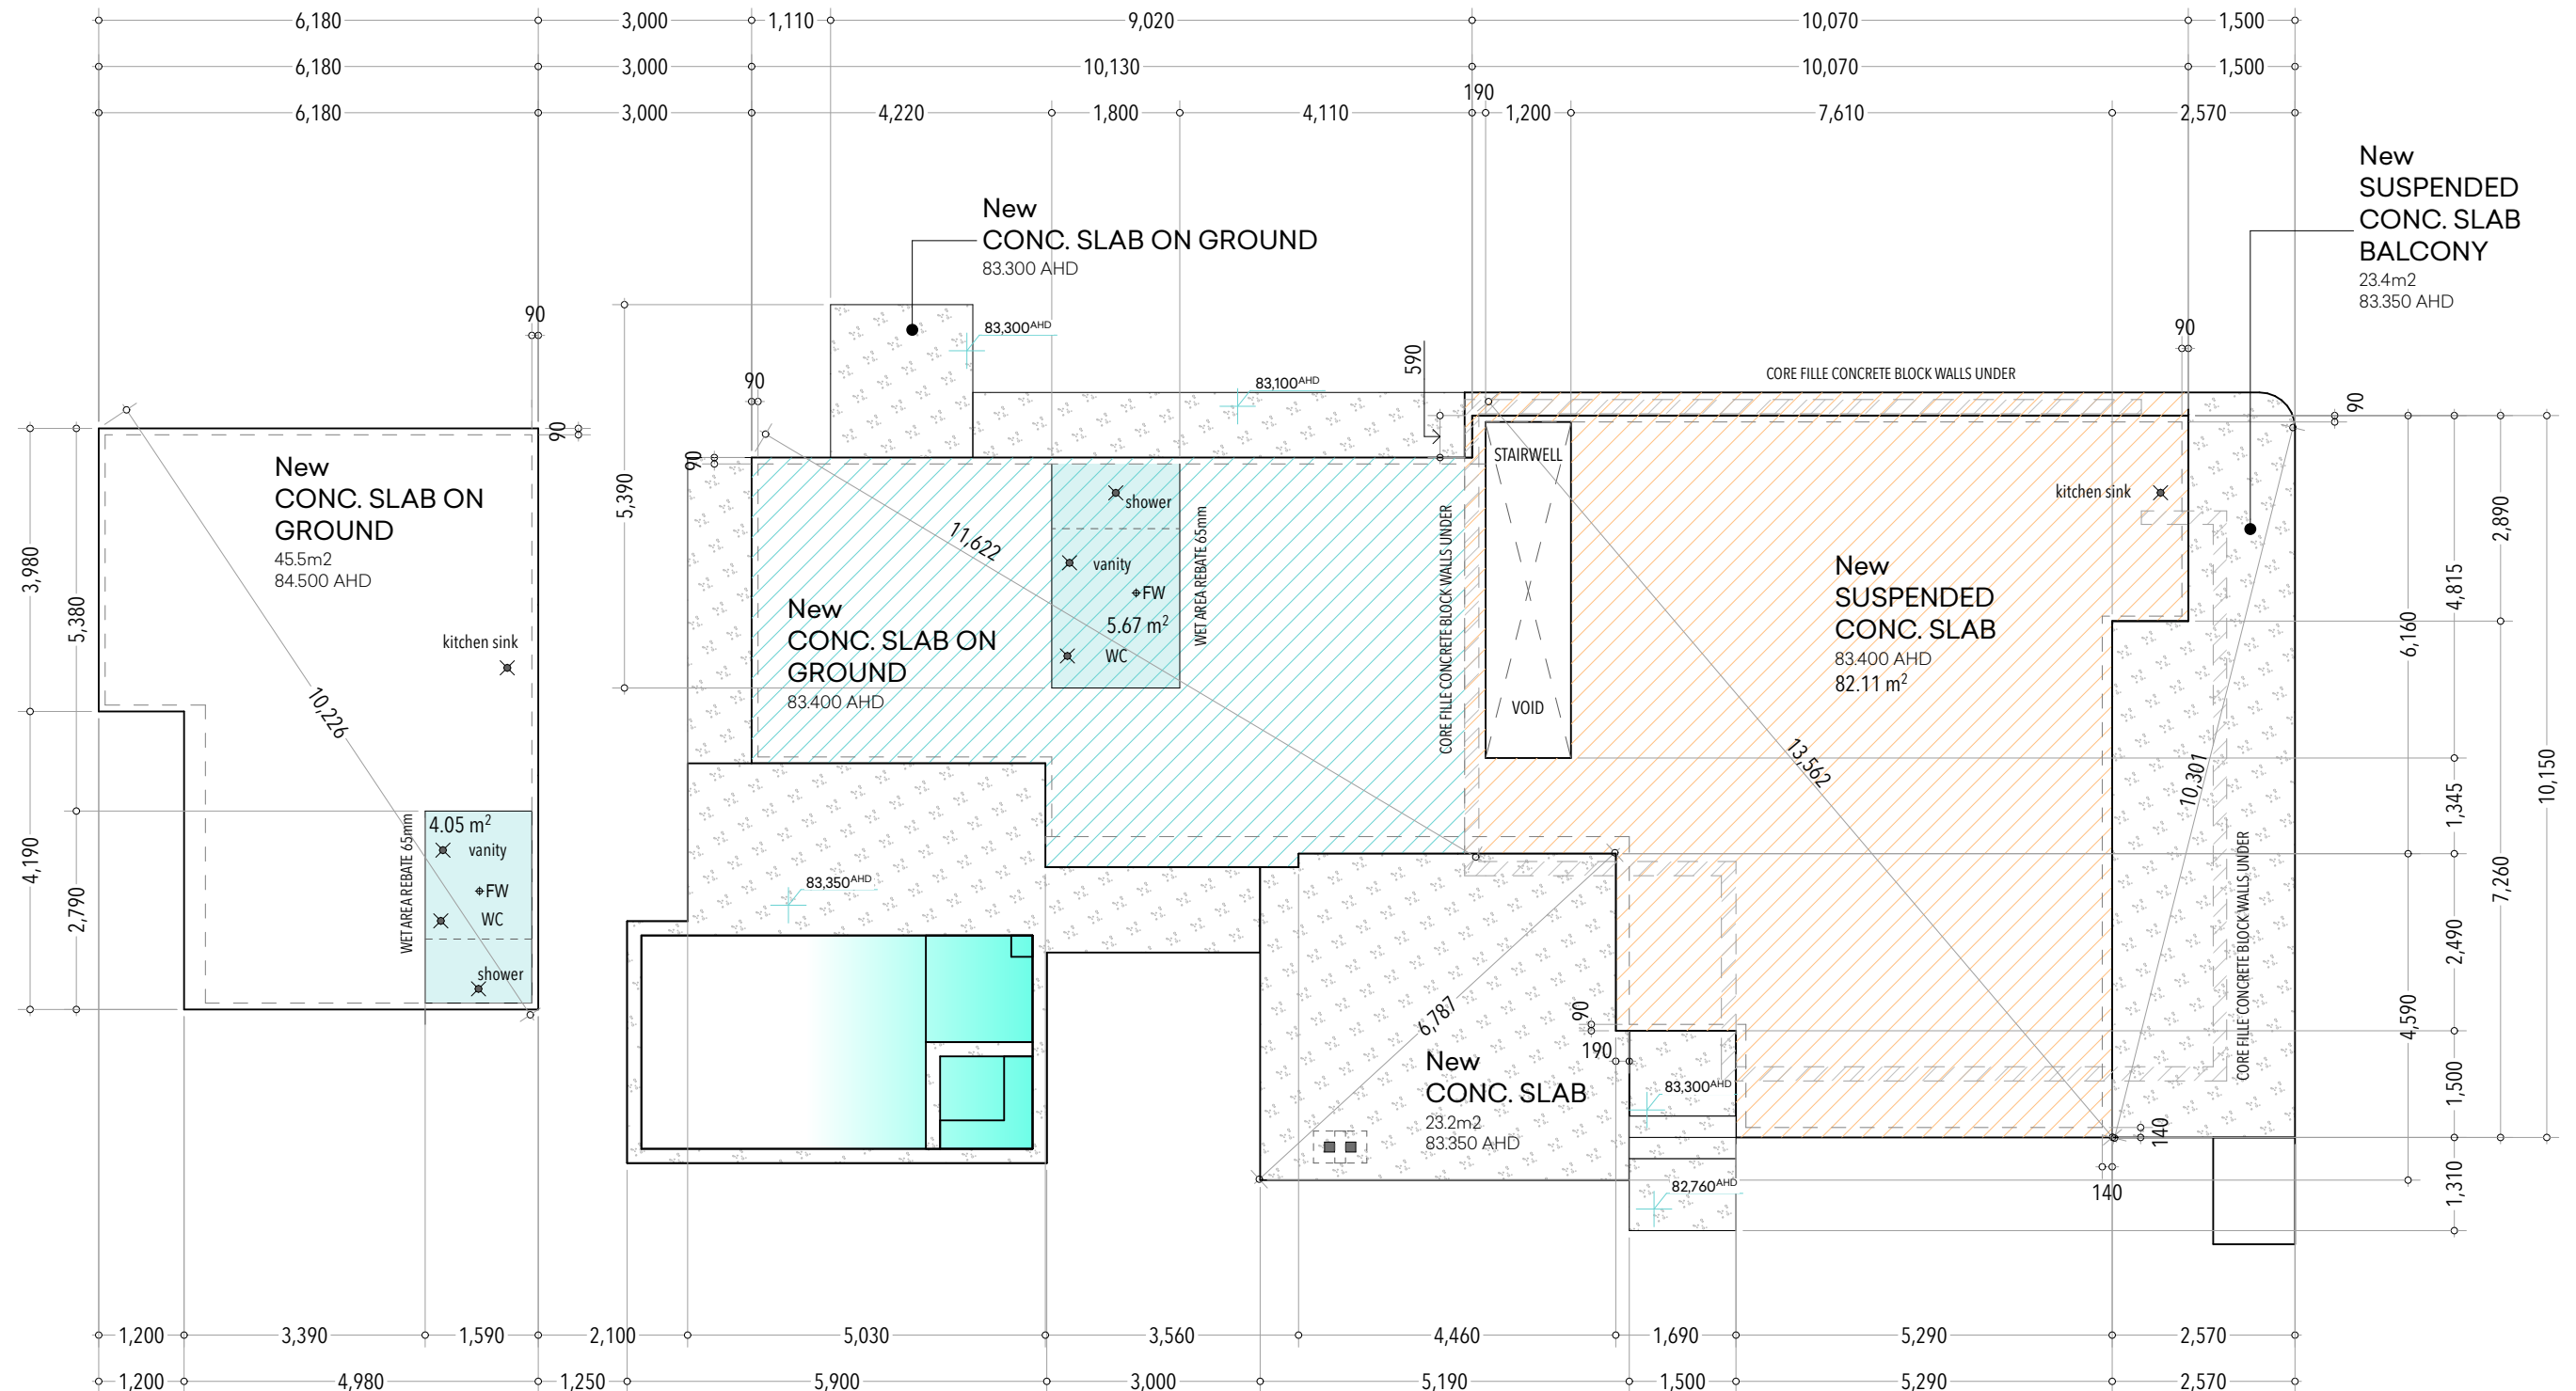 6,180 3,000 1,110 9,020 10,070 1,500
6,180 3,000 10,130 10,070 1,500
190
6,180 3,000 4,220 1,800 4,110 1,200 7,610 2,570
New
SUSPENDED
CONC. SLAB
BALCONY
23.4m2
83.350 AHD
New
CONC. SLAB ON GROUND
83.300 AHD
90
83,300AHD
90
590
83,100AHD
CORE FILLE CONCRETE BLOCK WALLS UNDER
90
90
90
90
New
CONC. SLAB ON
GROUND
45.5m2
84.500 AHD
kitchen sink
10,226
3,980
5,380
4,190
2,790
WET AREA REBATE 65mm
4.05 m2
vanity
FW
WC
shower
5,390
11,622
shower
vanity
FW
5.67 m2
WC
WET AREA REBATE 65mm
New
CONC. SLAB ON
GROUND
83.400 AHD
CORE FILLE CONCRETE BLOCK WALLS UNDER
STAIRWELL
VOID
kitchen sink
New
SUSPENDED
CONC. SLAB
83.400 AHD
82.11 m2
13,562
10,301
2,890
4,815
6,160
10,150
1,345
7,260
2,490
4,590
1,500
1,310
CORE FILLE CONCRETE BLOCK WALLS UNDER
83,350AHD
6,787
90
190
New
CONC. SLAB
23.2m2
83.350 AHD
83,300AHD
82,760AHD
140
140
1,200 3,390 1,590 2,100 5,030 3,560 4,460 1,690 5,290 2,570
1,200 4,980 1,250 5,900 3,000 5,190 1,500 5,290 2,570